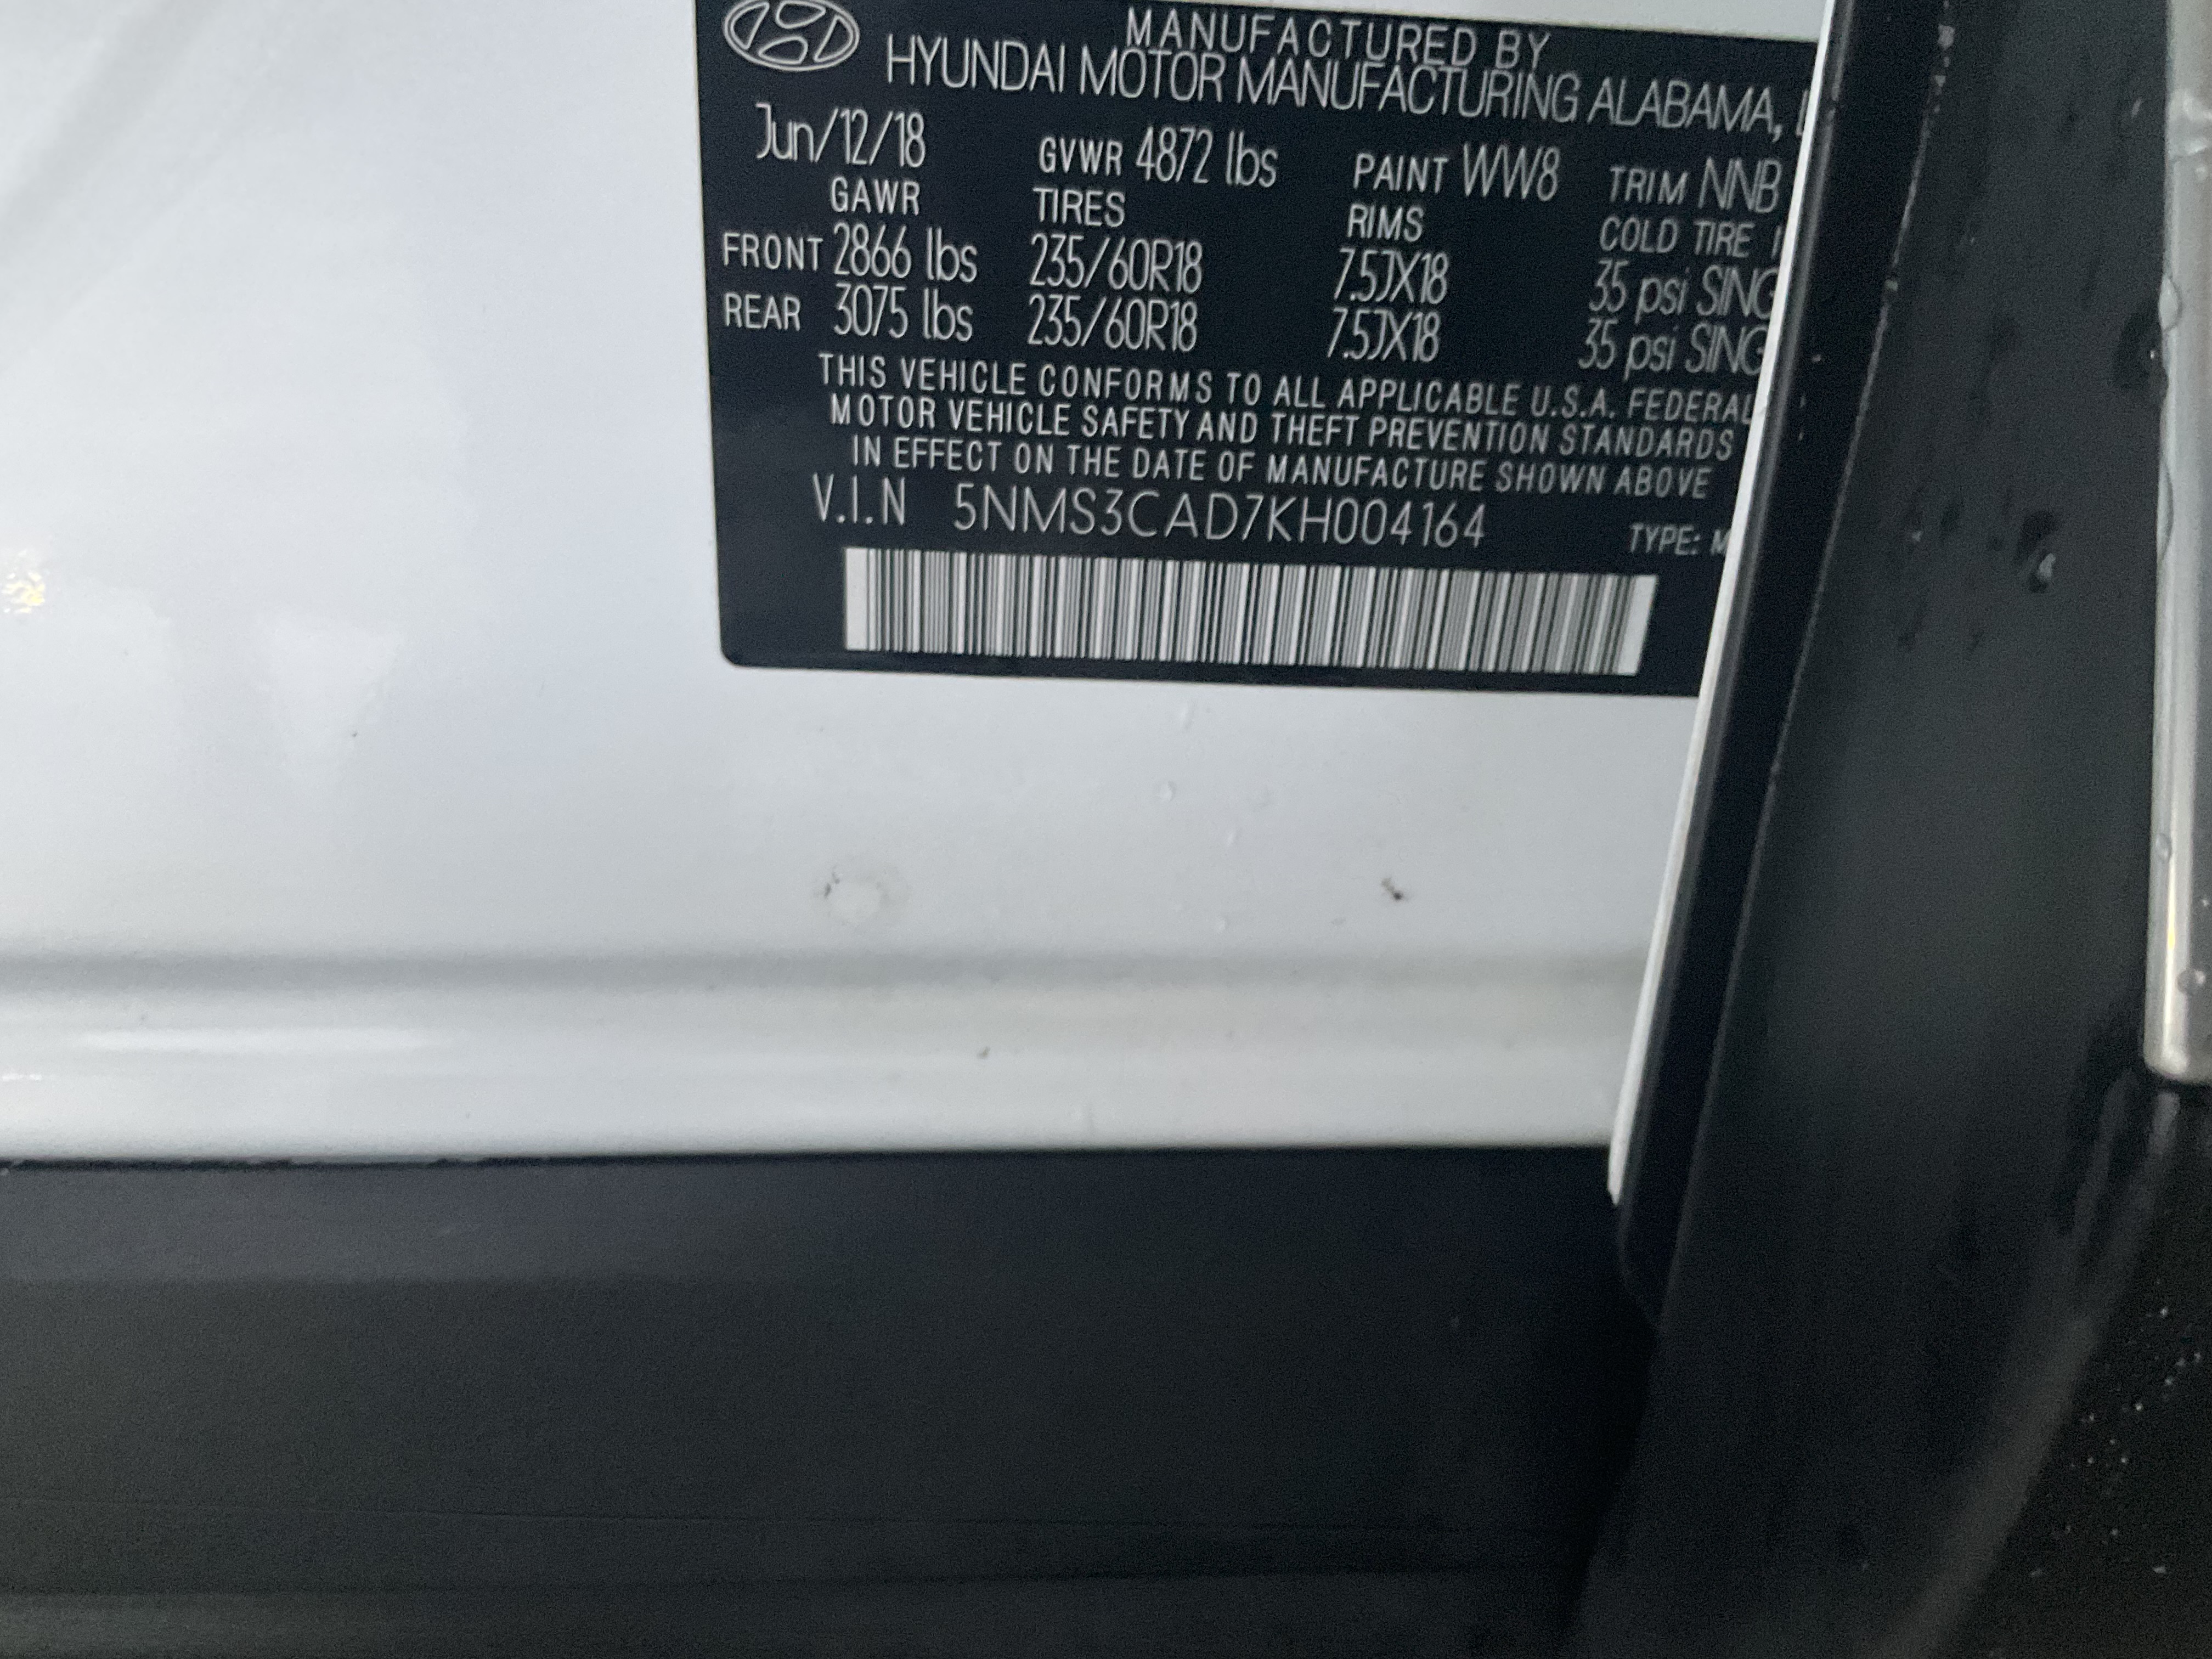 MANUFACTURED BY
HYUNDAI MOTOR MANUFACTURING ALABAMA,
Jun/12/18 GVWR 4872 lbs PAINT WW8 TRIM NNB
GAWR TIRES RIMS COLD TIRE
FRONT 2866 lbs 235/60R18 7.5JX18 35 psi SING
REAR 3075 lbs 235/60R18 7.5JX18 35 psi SING
THIS VEHICLE CONFORMS TO ALL APPLICABLE U.S.A. FEDERAL
MOTOR VEHICLE SAFETY AND THEFT PREVENTION STANDARDS
IN EFFECT ON THE DATE OF MANUFACTURE SHOWN ABOVE
V.I.N 5NMS3CAD7KH004164 TYPE: M